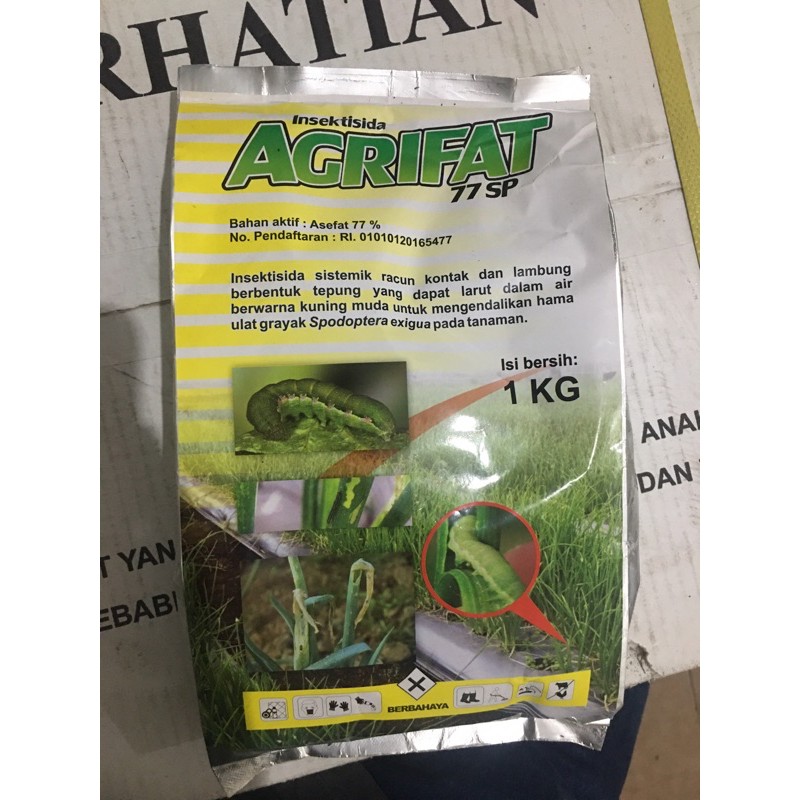 RHATIAN
Insektisida
AGRIFAT
77 SP
Bahan aktif : Asefat 77 %
No. Pendaftaran : RI. 01010120165477
Insektisida sistemik racun kontak dan lambung
berbentuk tepung yang dapat larut dalam air
berwarna kuning muda untuk mengendalikan hama
ulat grayak Spodoptera exigua pada tanaman.
Isi bersih:
1 KG
ANA
DAN
T YAN
EBABI
BERBAHAYA